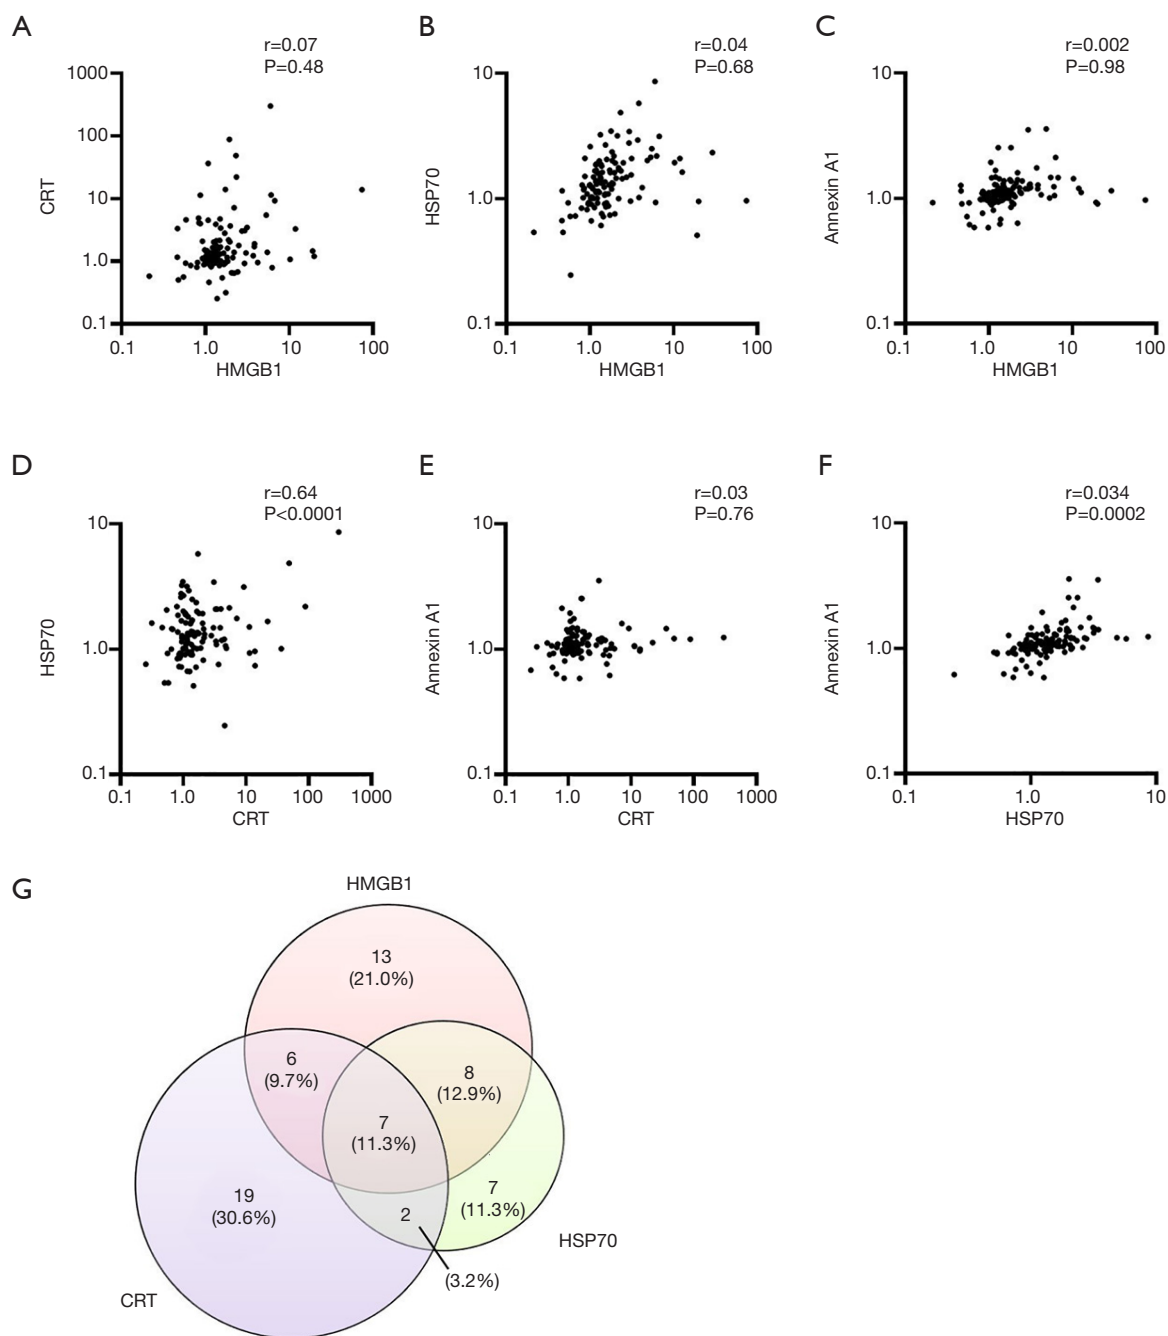 A
r=0.07
P=0.48
1000
100
10
1.0
0.1
CRT
0.1 1.0 10 100
HMGB1
B
r=0.04
P=0.68
10
1.0
0.1
HSP70
0.1 1.0 10 100
HMGB1
C
r=0.002
P=0.98
10
1.0
0.1
Annexin A1
0.1 1.0 10 100
HMGB1
D
r=0.64
P<0.0001
10
1.0
0.1
HSP70
0.1 1.0 10 100 1000
CRT
E
r=0.03
P=0.76
10
1.0
0.1
Annexin A1
0.1 1.0 10 100 1000
CRT
F
r=0.034
P=0.0002
10
1.0
0.1
Annexin A1
0.1 1.0 10
HSP70
G
HMGB1
13
(21.0%)
6
(9.7%)
8
(12.9%)
7
(11.3%)
19
(30.6%)
2
(3.2%)
7
(11.3%)
HSP70
CRT